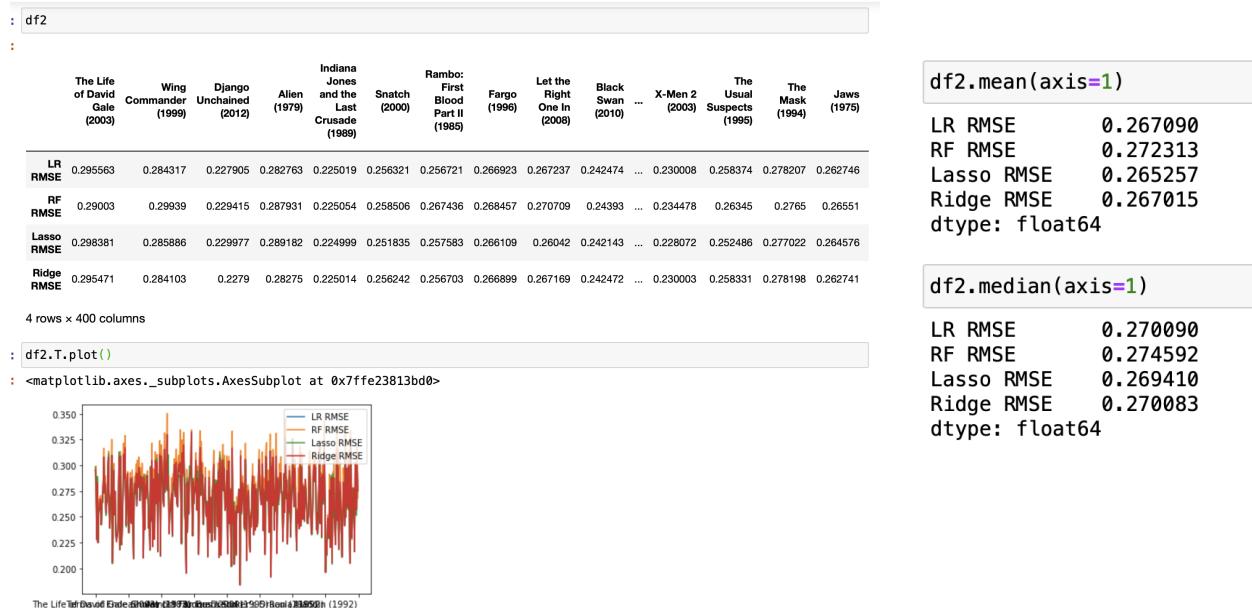 : df2
:
The Life of David Gale (2003) Wing Commander (1999) Django Unchained (2012) Alien (1979) Indiana Jones and the Last Crusade (1989) Snatch (2000) Rambo: First Blood Part II (1985) Fargo (1996) Let the Right One In (2008) Black Swan (2010) ... X-Men 2 (2003) The Usual Suspects (1995) The Mask (1994) Jaws (1975)
LR RMSE 0.295563 0.284317 0.227905 0.282763 0.225019 0.256321 0.256721 0.266923 0.267237 0.242474 ... 0.230008 0.258374 0.278207 0.262746
RF RMSE 0.29003 0.29939 0.229415 0.287931 0.225054 0.258506 0.267436 0.268457 0.270709 0.24393 ... 0.234478 0.26345 0.2765 0.26551
Lasso RMSE 0.298381 0.285886 0.229977 0.289182 0.224999 0.251835 0.257583 0.266109 0.26042 0.242143 ... 0.228072 0.252486 0.277022 0.264576
Ridge RMSE 0.295471 0.284103 0.2279 0.28275 0.225014 0.256242 0.256703 0.266899 0.267169 0.242472 ... 0.230003 0.258331 0.278198 0.262741
4 rows × 400 columns
: df2.T.plot()
: <matplotlib.axes._subplots.AxesSubplot at 0x7ffe23813bd0>
0.350
0.325
0.300
0.275
0.250
0.225
0.200
LR RMSE
RF RMSE
Lasso RMSE
Ridge RMSE
The Life
(1992)
df2.mean(axis=1)
LR RMSE 0.267090
RF RMSE 0.272313
Lasso RMSE 0.265257
Ridge RMSE 0.267015
dtype: float64
df2.median(axis=1)
LR RMSE 0.270090
RF RMSE 0.274592
Lasso RMSE 0.269410
Ridge RMSE 0.270083
dtype: float64